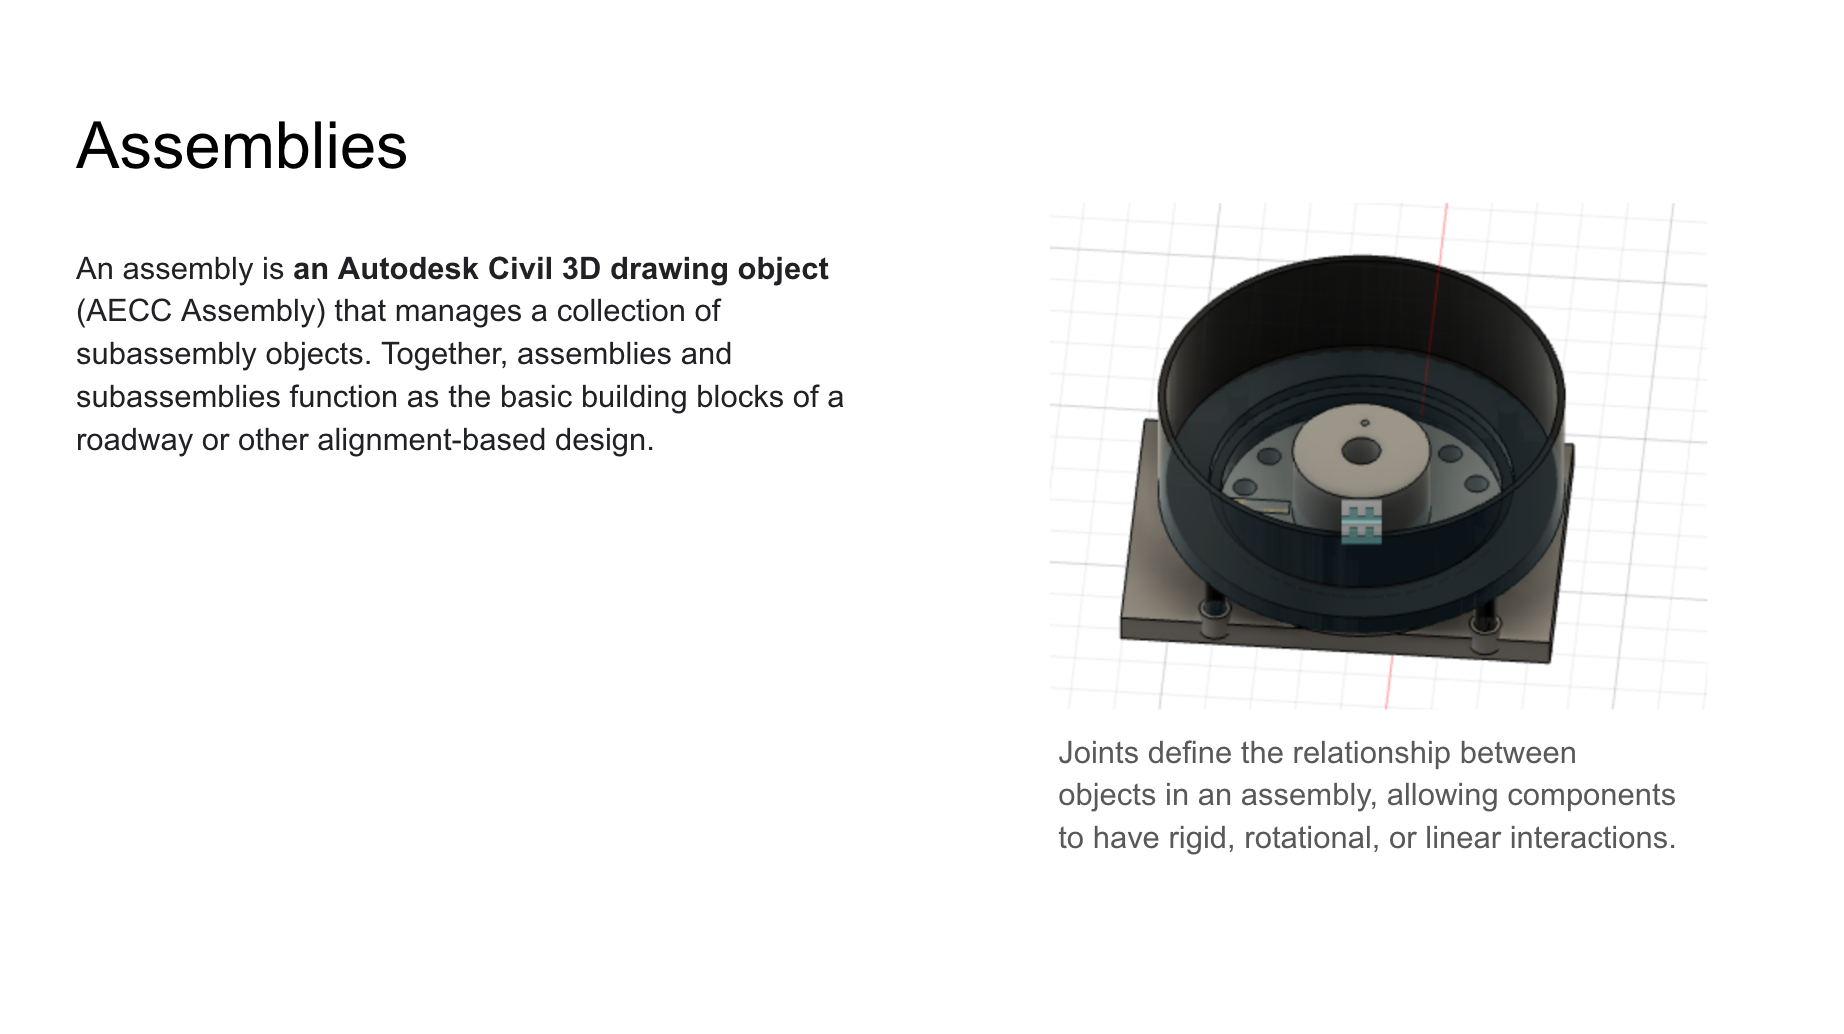 Assemblies
An assembly is an Autodesk Civil 3D drawing object
(AECC Assembly) that manages a collection of
subassembly objects. Together, assemblies and
subassemblies function as the basic building blocks of a
roadway or other alignment-based design.
Joints define the relationship between
objects in an assembly, allowing components
to have rigid, rotational, or linear interactions.